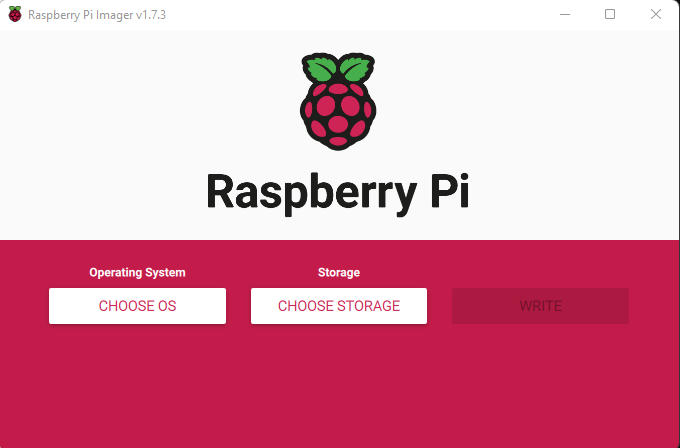 Raspberry Pi Imager v1.7.3
Raspberry Pi
Operating System
Storage
CHOOSE OS
CHOOSE STORAGE
WRITE